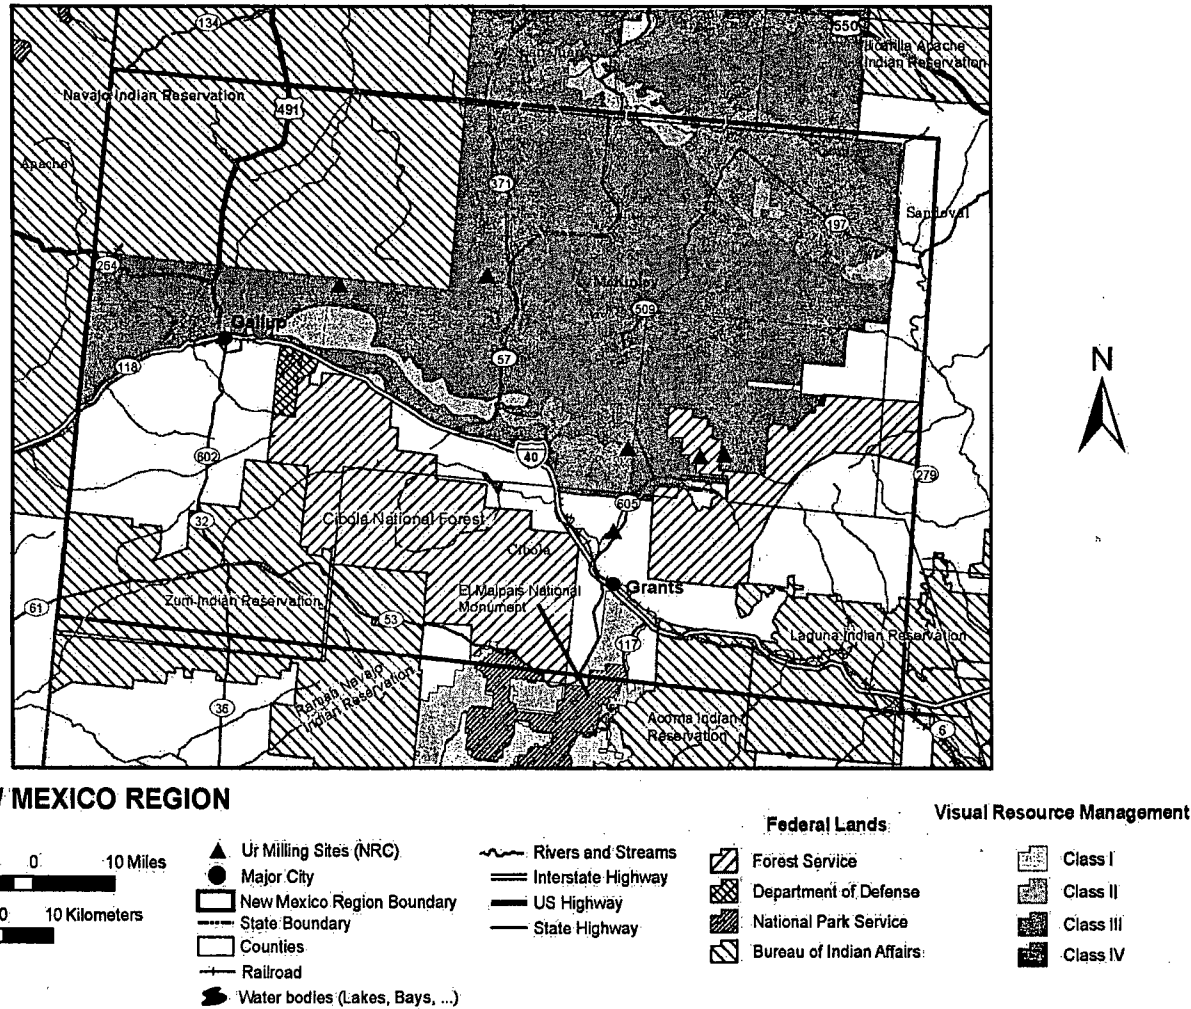 134
550
Jicarilla Apache
Indian Reservation
Navajo Indian Reservation
491
Apache
371
Sandoval
197
264
McKinley
509
Gallup
118
57
40
602
279
605
32
Cibola National Forest
Cibola
El Malpais National
Monument
Grants
61
Zuni Indian Reservation
53
117
Laguna Indian Reservation
Ramah Navajo
Indian Reservation
36
Acoma Indian
Reservation
6
N
MEXICO REGION
0 10 Miles
0 10 Kilometers
Ur Milling Sites (NRC)
Major City
New Mexico Region Boundary
State Boundary
Counties
Railroad
Water bodies (Lakes, Bays, ...)
Rivers and Streams
Interstate Highway
US Highway
State Highway
Federal Lands
Forest Service
Department of Defense
National Park Service
Bureau of Indian Affairs
Visual Resource Management
Class I
Class II
Class III
Class IV